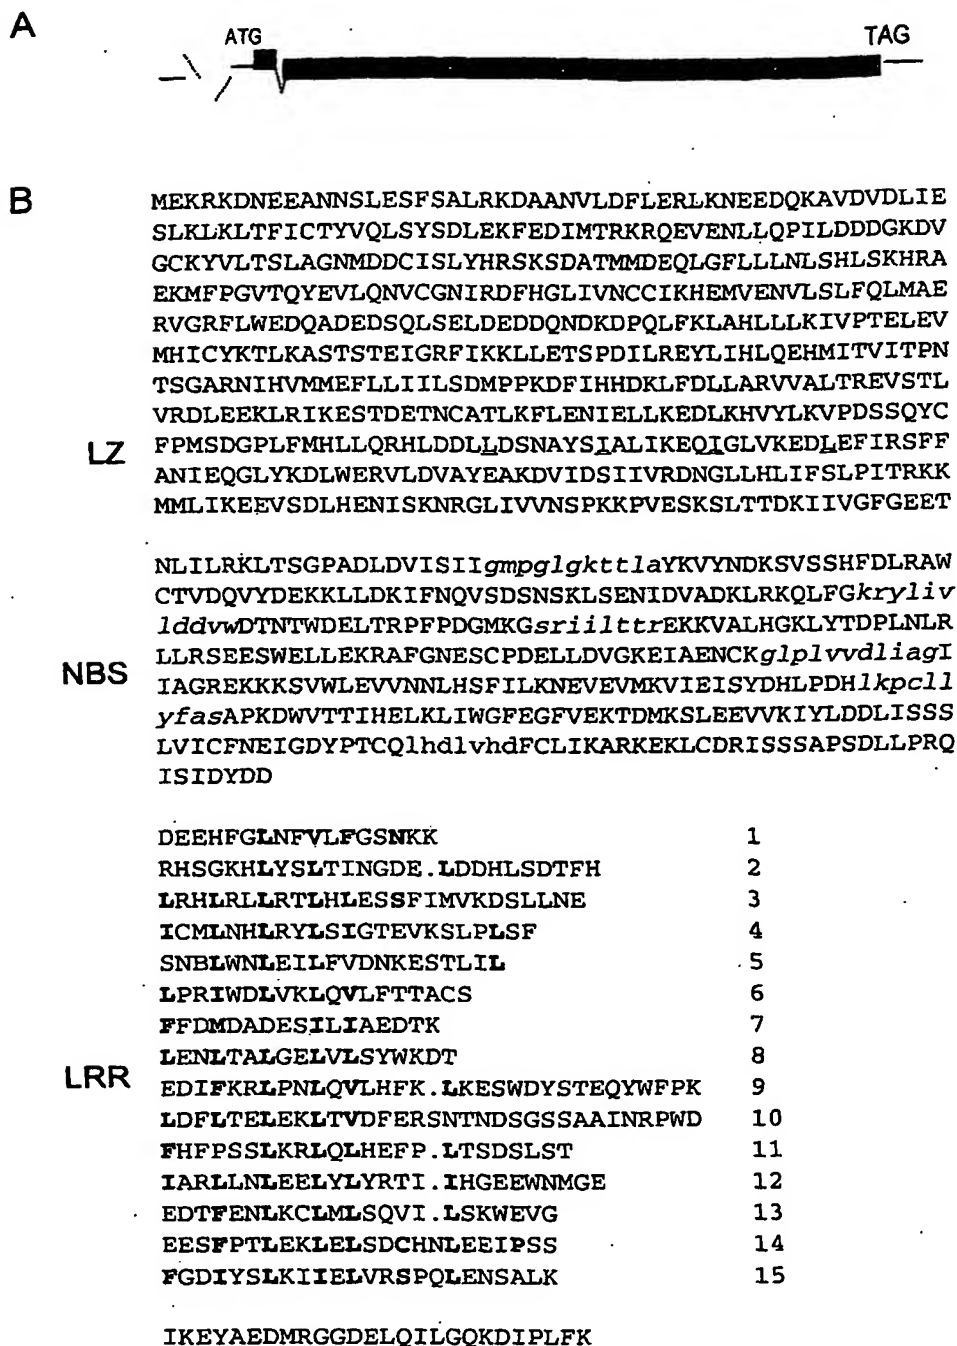 A
ATG TAG
B
MEKRKDNEEANNSLESFSALRKDAANVLDFLERLKNEEDQKAVDVDLIE
SLKLKLTFICTYVQLSYSDLEKFEDIMTRKRQEVENLLQPILDDDGKDV
GCKYVLTSLAGNMDDCISLYHRSKSDATMMDEQLGFLLLNLSHLSKHRA
EKMFPGVTQYEVLQNVCGNIRDFHGLIVNCCIKHEMVENVLSLFQLMAE
RVGRFLWEDQADEDSQLSELDEDDQNDKDPQLFKLAHLLLKIVPTELEV
MHICYKTLKASTSTEIGRFIKKLLETSPDILREYLIHLQEHMITVITPN
TSGARNIHVMMEFLLIILSDMPPKDFIHHDKLFDLLARVVALTREVSTL
VRDLEEKLRIKESTDETNCATLKFLENIELLKEDLKHVYLKVPDSSQYC
LZ
FPMSDGPLFMHLLQRHLDDLLDSNAYSIALIKEQIGLVKEDLEFIRSFF
ANIEQGLYKDLWERVLDVAYEAKDVIDSIIVRDNGLLHLIFSLPITRKK
MMLIKEEVSDLHENISKNRGLIVVNSPKKPVESKSLTTDKIIVGFGEET
NLILRKLTSGPADLDVISIIgmpglgkttlaYKVYNDKSVSSHFDLRAW
CTVDQVYDEKKLLDKIFNQVSDSNSKLSENIDVADKLRKQLFGkryliv
lddvwDTNTWDELTRPFPDGMKGsriilttrEKKVALHGKLYTDPLNLR
LLRSEESWELLEKRAFGNESCPDELLDVGKEIAENCKglplvvdliagI
NBS
IAGREKKKSVWLEVVNNLHSFILKNEVEVMKVIEISYDHLPDHlkpcll
yfasAPKDWVTTIHELKLIWGFEGFVEKTDMKSLEEVVKIYLDDLISSS
LVICFNEIGDYPTCQlhdlvhdFCLIKARKEKLCDRISSSAPSDLLPRQ
ISIDYDD
DEEHFGLNFVLFGSNKK 1
RHSGKHLYSLTINGDE.LDDHLSDTFH 2
LRHLRLLRTLHLESSFIMVKDSLLNE 3
ICMLNHLRYLSIGTEVKSLPLSF 4
SNBLWNLEILFVDNKESTLIL 5
LPRIWDLVKLQVLFTTACS 6
FFDMDADESILIAEDTK 7
LENLTALGELVLSYWKDT 8
LRR
EDIFKRLPNLQVLHFK.LKESWDYSTEQYWFPK 9
LDFLTELEKLTVDFERSNTNDSGSSAAINRPWD 10
FHFPSSLKRLQLHEFP.LTSDSLST 11
IARLLNLEELYLYRTI.IHGEEWNMGE 12
EDTFENLKCLMLSQVI.LSKWEVG 13
EESFPTLEKLELSDCHNLEEIPSS 14
FGDIYSLKIIELVRSPQLENSALK 15
IKEYAEDMRGGDELQILGQKDIPLFK